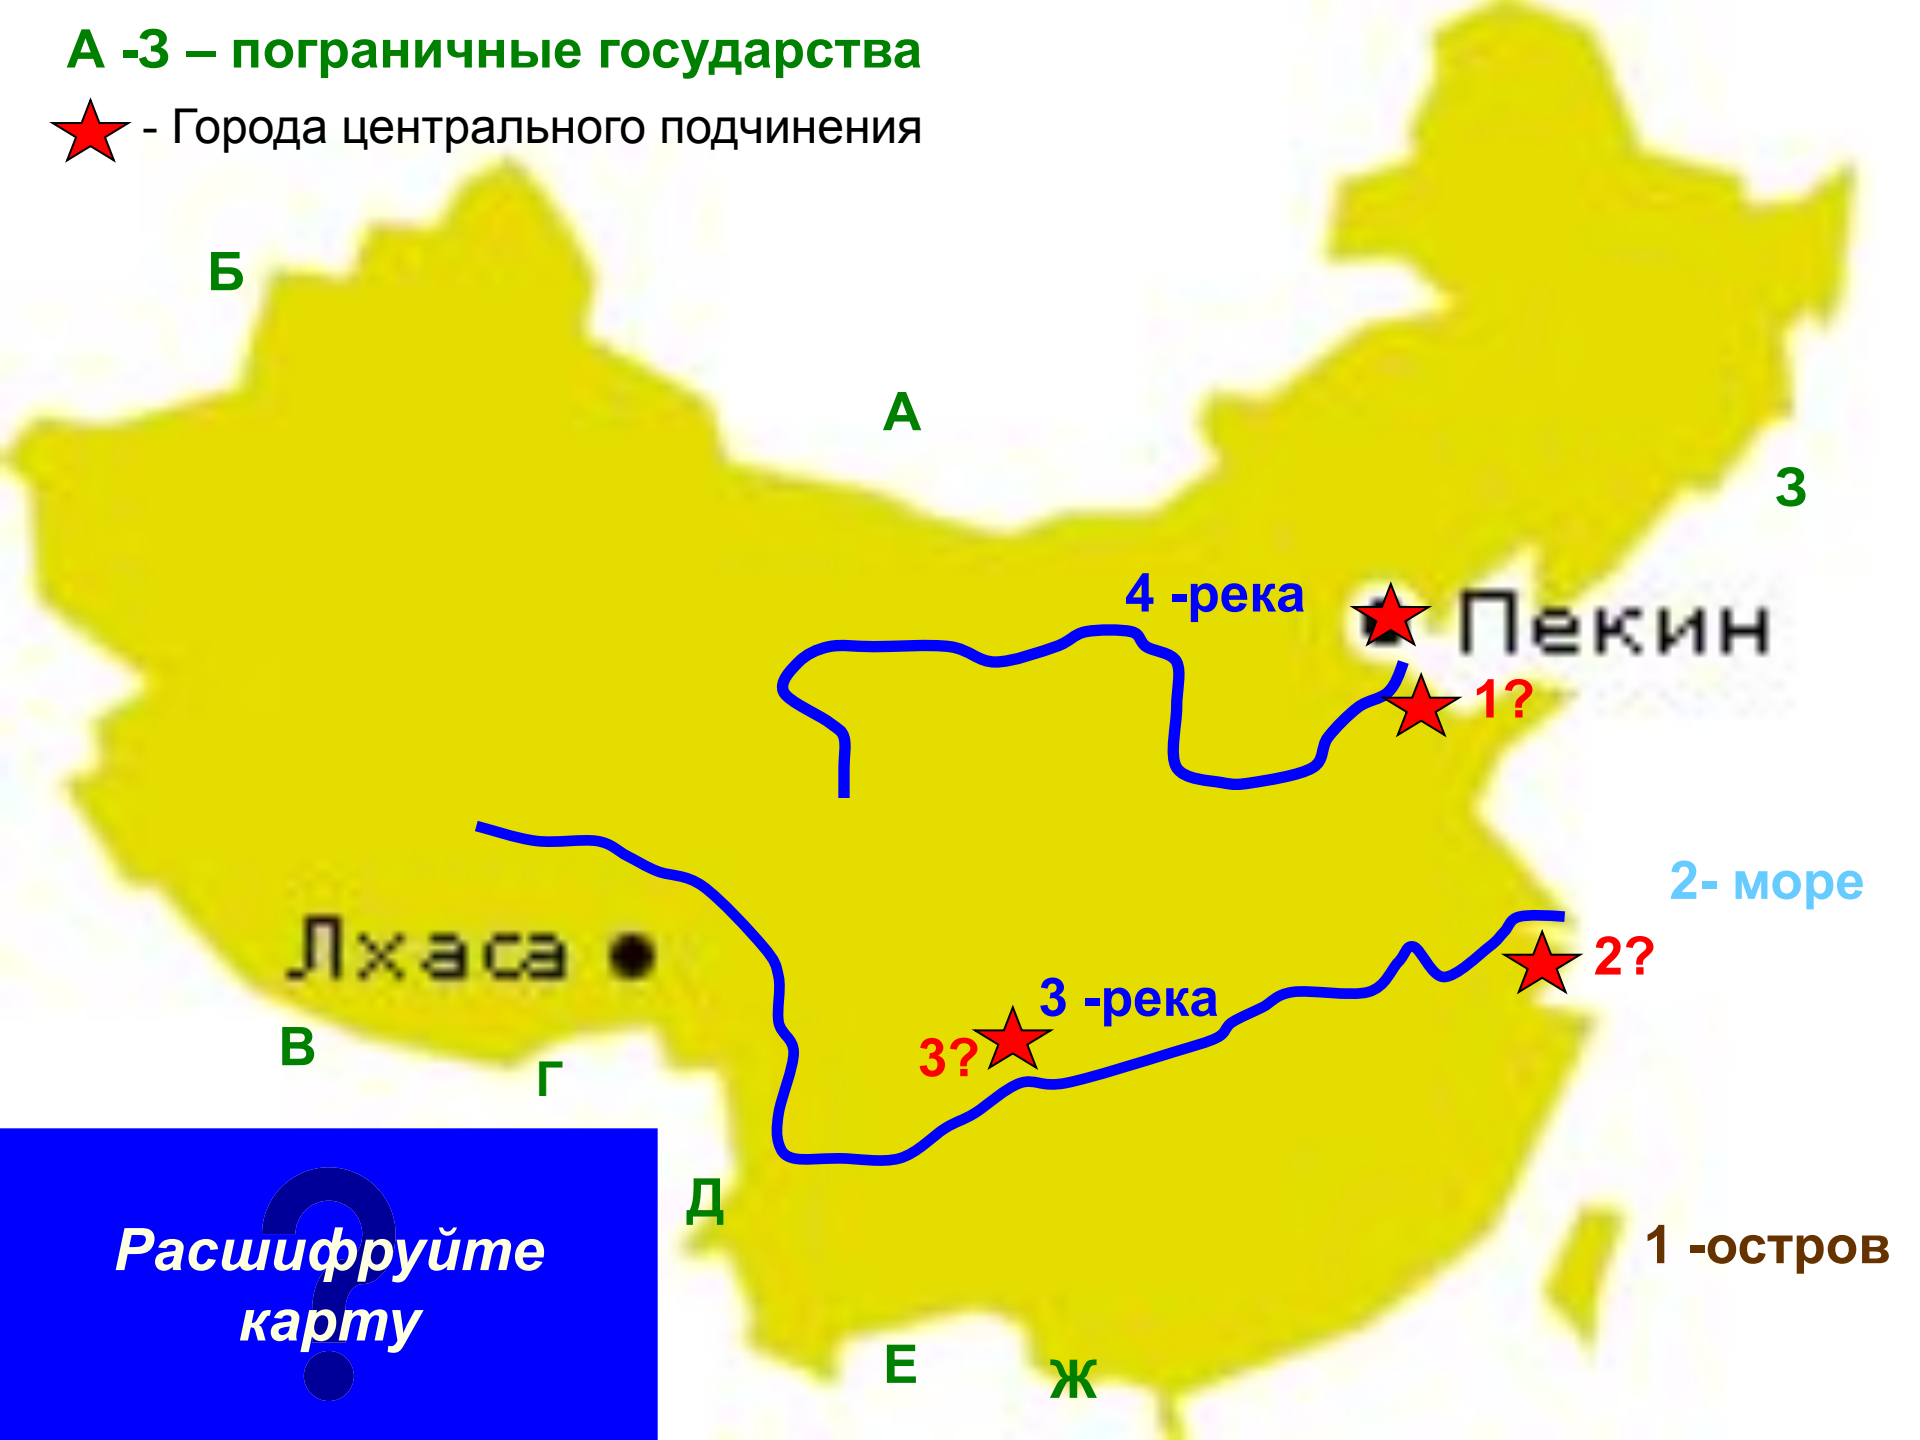 А -З – пограничные государства
- Города центрального подчинения
Б
А
З
4 -река
Пекин
1?
2- море
Лхаса
2?
3 -река
3?
В
Г
Д
1 -остров
Расшифруйте
карту
?
Е
Ж